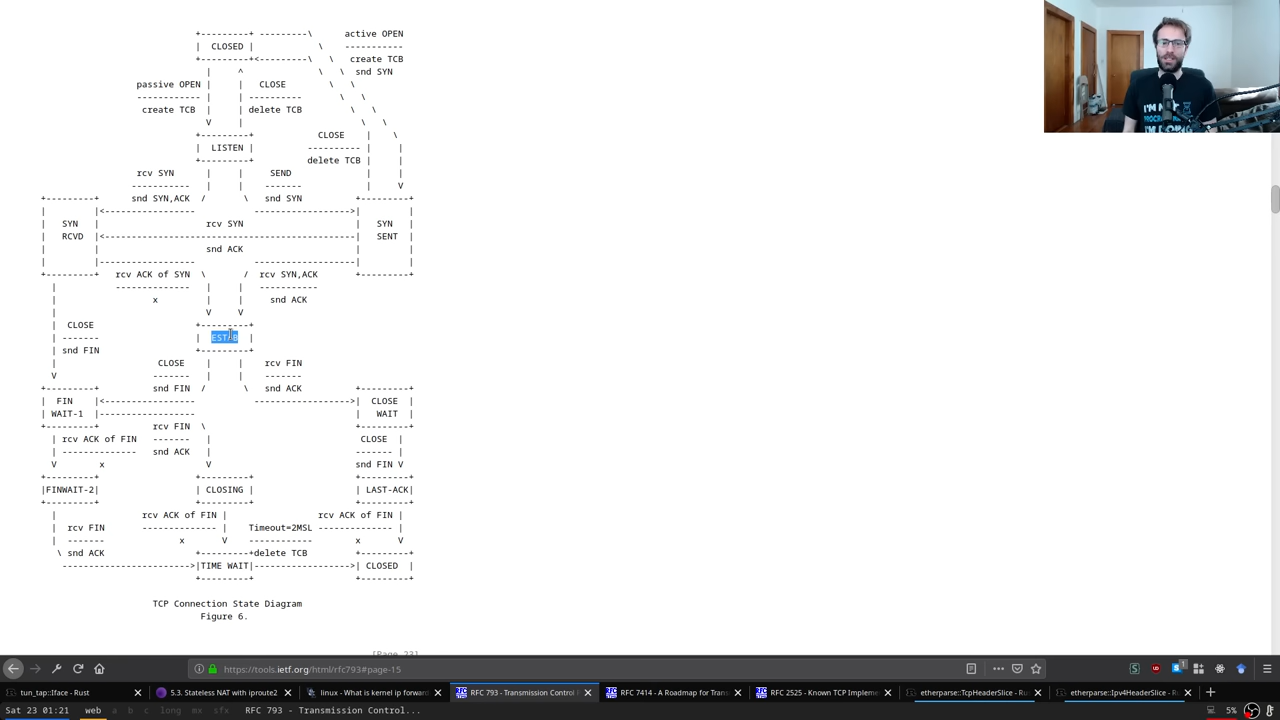 +---------+ ---------\      active OPEN
|  CLOSED |            \    -----------
+---------+<---------\   \   create TCB
|     ^              \   \  snd SYN
passive OPEN |     |   CLOSE        \   \
------------ |     | ----------       \   \
create TCB  |     | delete TCB         \   \
V     |                      \   \
+---------+            CLOSE    |    \
|  LISTEN |          ---------- |     |
+---------+          delete TCB |     |
rcv SYN      |     |     SEND              |     |
-----------   |     |    -------            |     V
+---------+      snd SYN,ACK  /       \   snd SYN          +---------+
|         |<-----------------           ------------------>|         |
|   SYN   |                    rcv SYN                     |   SYN   |
|   RCVD  |<-----------------------------------------------|   SENT  |
|         |                    snd ACK                     |         |
|         |------------------           -------------------|         |
+---------+   rcv ACK of SYN  \       /  rcv SYN,ACK       +---------+
|           --------------   |     |   -----------
|                  x         |     |     snd ACK
|                            V     V
|  CLOSE                   +---------+
| -------                  |  ESTAB  |
| snd FIN                  +---------+
|                   CLOSE    |     |    rcv FIN
V                  -------   |     |    -------
+---------+          snd FIN  /       \   snd ACK          +---------+
|  FIN    |<-----------------           ------------------>|  CLOSE  |
| WAIT-1  |------------------                              |   WAIT  |
+---------+          rcv FIN  \                            +---------+
| rcv ACK of FIN   -------   |                            CLOSE  |
| --------------   snd ACK   |                           ------- |
V        x                   V                           snd FIN V
+---------+                  +---------+                   +---------+
|FINWAIT-2|                  | CLOSING |                   | LAST-ACK|
+---------+                  +---------+                   +---------+
|                rcv ACK of FIN |                 rcv ACK of FIN |
|  rcv FIN       -------------- |    Timeout=2MSL -------------- |
|  -------              x       V    ------------        x       V
\ snd ACK                 +---------+delete TCB         +---------+
------------------------>|TIME WAIT|------------------>| CLOSED  |
+---------+                   +---------+
TCP Connection State Diagram
Figure 6.
[Page 23]
I'M
https://tools.ietf.org/html/rfc793#page-15
1
tun_tap::Iface - Rust
5.3. Stateless NAT with iproute2
linux - What is kernel ip forward
RFC 793 - Transmission Control
RFC 7414 - A Roadmap for Trans
RFC 2525 - Known TCP Impleme
etherparse::TcpHeaderSlice - Ru
etherparse::Ipv4HeaderSlice - R
Sat 23 01:21 web a b c long mx sfx RFC 793 - Transmission Control...
5%